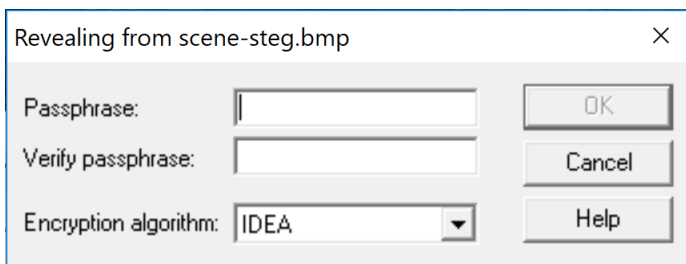 Revealing from scene-steg.bmp
Passphrase:
OK
Verify passphrase:
Cancel
Encryption algorithm: IDEA
Help